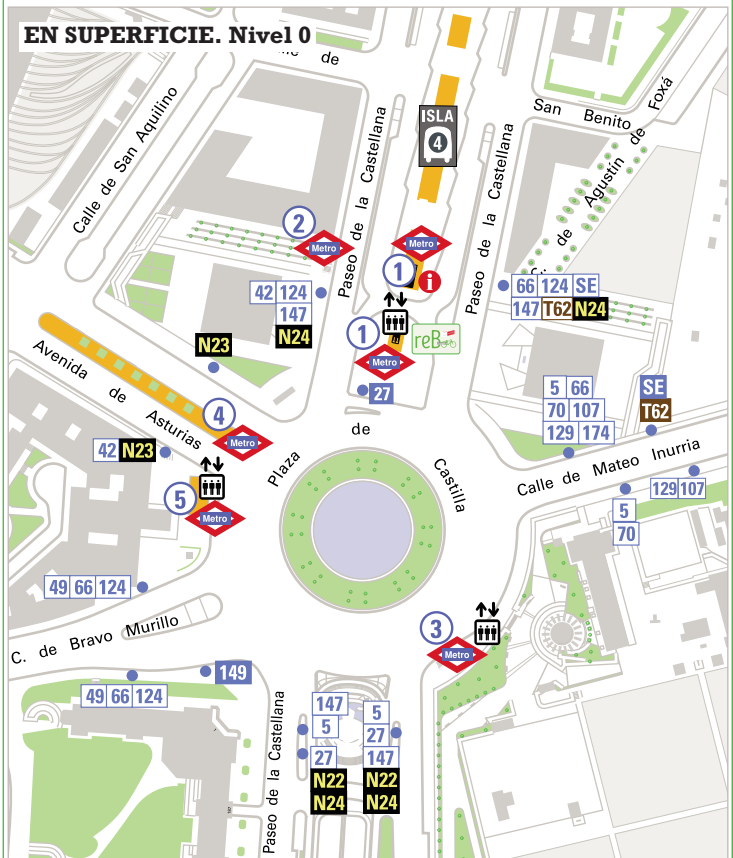 EN SUPERFICIE. Nivel 0
de
Calle de San Aquilino
Paseo de la Castellana
ISLA
4
Paseo de la Castellana
San Benito
C. de Agustín de Foxá
2
Metro
Metro
1
i
42 124
147
N24
66 124 SE
147 T62 N24
N23
1
reB
Metro
27
Avenida de Asturias
4
Metro
42 N23
5
Metro
Plaza de Castilla
5 66
70 107
129 174
SE
T62
Calle de Mateo Inurria
129 107
5
70
49 66 124
C. de Bravo Murillo
3
Metro
149
49 66 124
Paseo de la Castellana
147
5
27
N22
N24
5
27
147
N22
N24